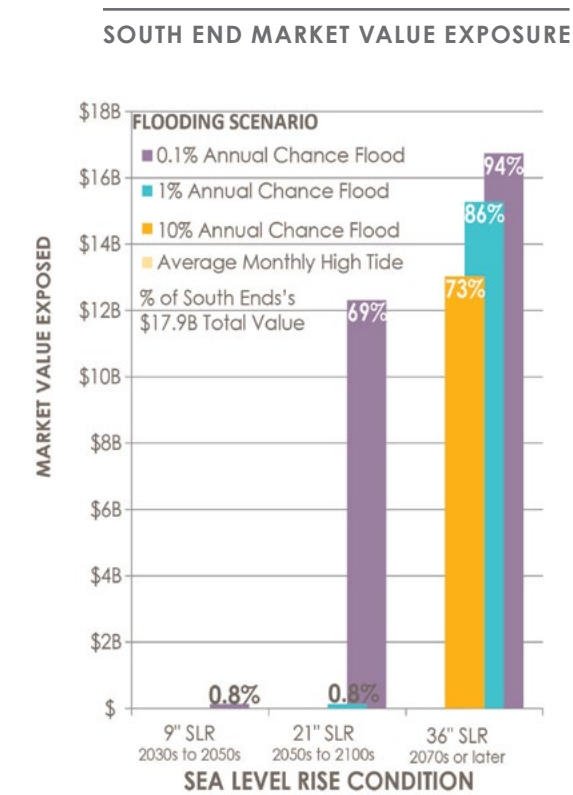 SOUTH END MARKET VALUE EXPOSURE
$18B
$16B
$14B
$12B
$10B
$8B
$6B
$4B
$2B
$
MARKET VALUE EXPOSED
FLOODING SCENARIO
0.1% Annual Chance Flood
1% Annual Chance Flood
10% Annual Chance Flood
Average Monthly High Tide
% of South Ends's
$17.9B Total Value
0.8%
0.8%
69%
73%
86%
94%
9" SLR
2030s to 2050s
21" SLR
2050s to 2100s
36" SLR
2070s or later
SEA LEVEL RISE CONDITION